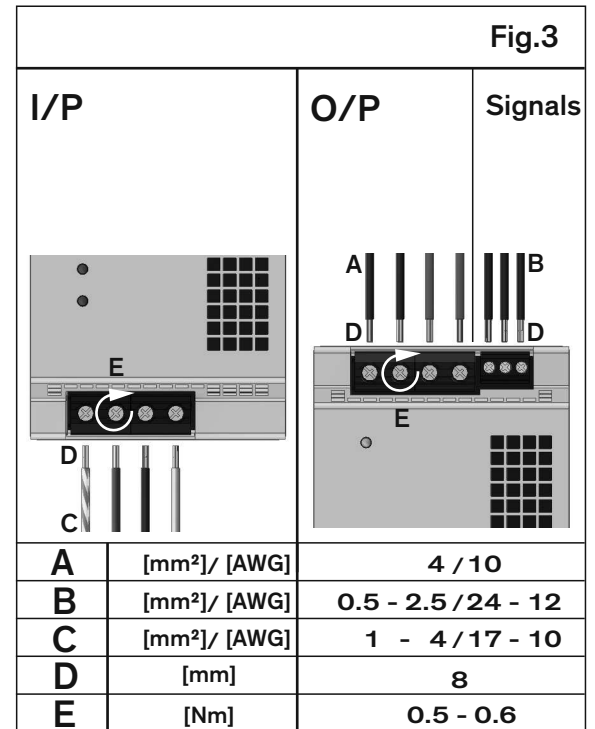 Fig.3
I/P
O/P Signals
A B
D D
E
E
D
C
A [mm²]/ [AWG] 4 / 10
B [mm²]/ [AWG] 0.5 - 2.5 / 24 - 12
C [mm²]/ [AWG] 1 - 4 / 17 - 10
D [mm] 8
E [Nm] 0.5 - 0.6